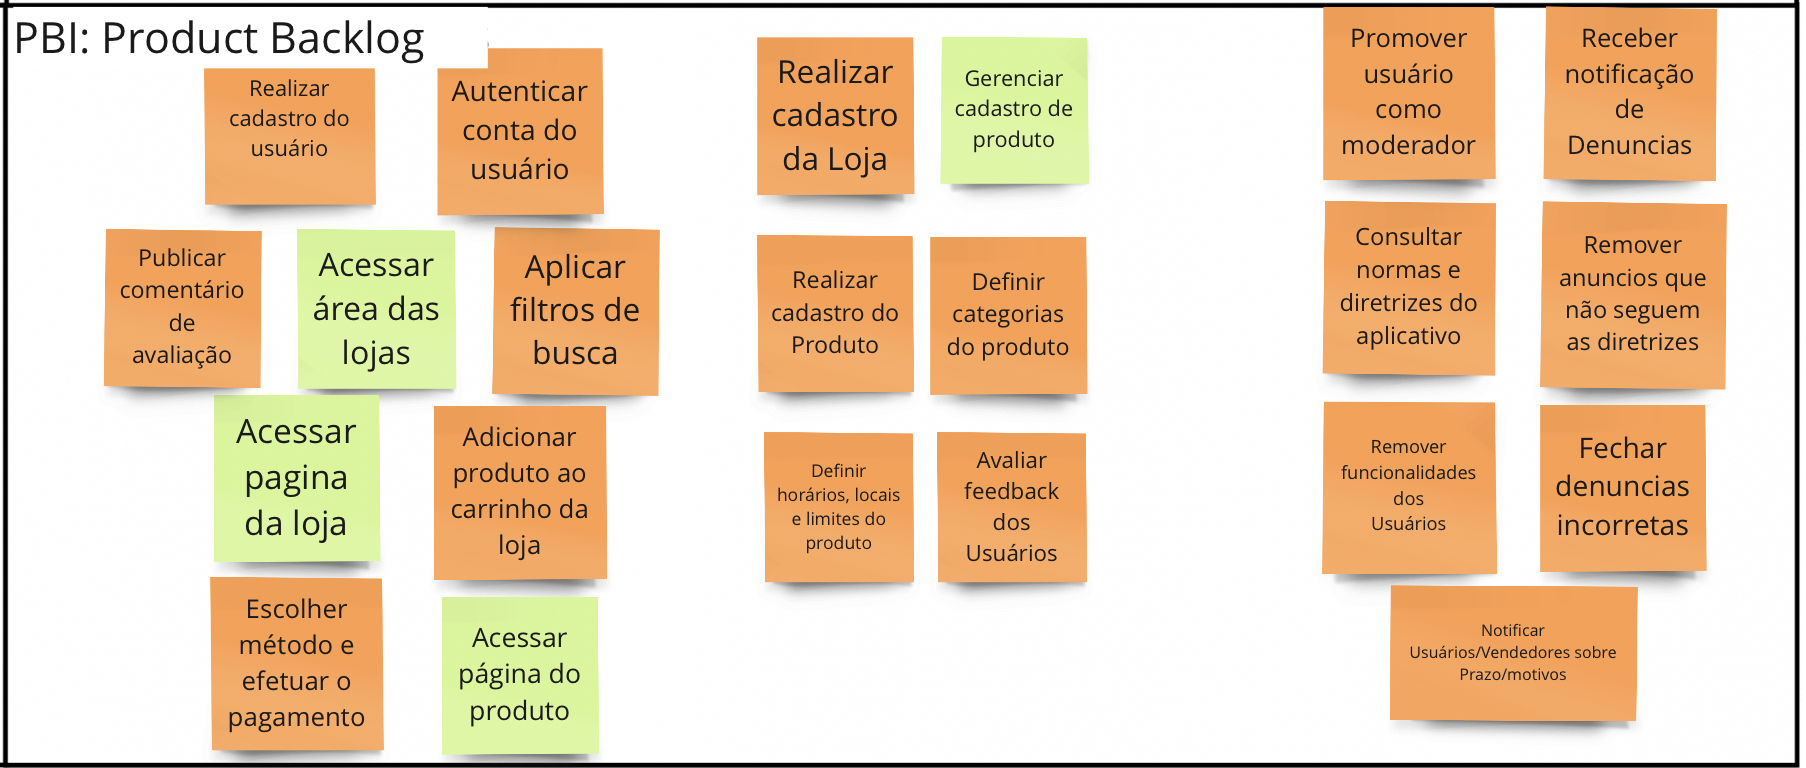 PBI: Product Backlog
Realizar
cadastro do
usuário
Autenticar
conta do
usuário
Publicar
comentário
de
avaliação
Acessar
área das
lojas
Aplicar
filtros de
busca
Acessar
pagina
da loja
Adicionar
produto ao
carrinho da
loja
Escolher
método e
efetuar o
pagamento
Acessar
página do
produto
Realizar
cadastro
da Loja
Gerenciar
cadastro de
produto
Realizar
cadastro do
Produto
Definir
categorias
do produto
Definir
horários, locais
e limites do
produto
Avaliar
feedback
dos
Usuários
Promover
usuário
como
moderador
Receber
notificação
de
Denuncias
Consultar
normas e
diretrizes do
aplicativo
Remover
anuncios que
não seguem
as diretrizes
Remover
funcionalidades
dos
Usuários
Fechar
denuncias
incorretas
Notificar
Usuários/Vendedores sobre
Prazo/motivos